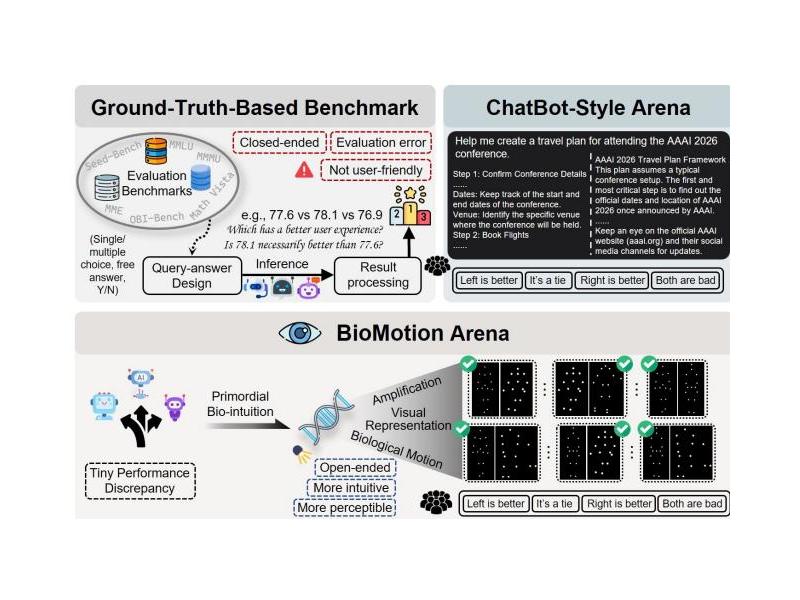 Ground-Truth-Based Benchmark
Closed-ended
Evaluation error
Not user-friendly
Seed-Bench
MMLU
MMMU
Evaluation
Benchmarks
Math Vista
MME
OBI-Bench
e.g., 77.6 vs 78.1 vs 76.9
Which has a better user experience?
Is 78.1 necessarily better than 77.6?
2
1
3
(Single/
multiple
choice, free
answer,
Y/N)
Query-answer
Design
Inference
Result
processing
ChatBot-Style Arena
Help me create a travel plan for attending the AAAI 2026
conference.
Step 1: Confirm Conference Details
......
Dates: Keep track of the start and
end dates of the conference.
Venue: Identify the specific venue
where the conference will be held.
Step 2: Book Flights
......
AAAI 2026 Travel Plan Framework
This plan assumes a typical
conference setup. The first and
most critical step is to find out the
official dates and location of AAAI
2026 once announced by AAAI.
......
Keep an eye on the official AAAI
website (aaai.org) and their social
media channels for updates.
Left is better
It's a tie
Right is better
Both are bad
BioMotion Arena
AI
Tiny Performance
Discrepancy
Primordial
Bio-intuition
Amplification
Visual
Representation
Biological Motion
Open-ended
More intuitive
More perceptible
Left is better
It's a tie
Right is better
Both are bad